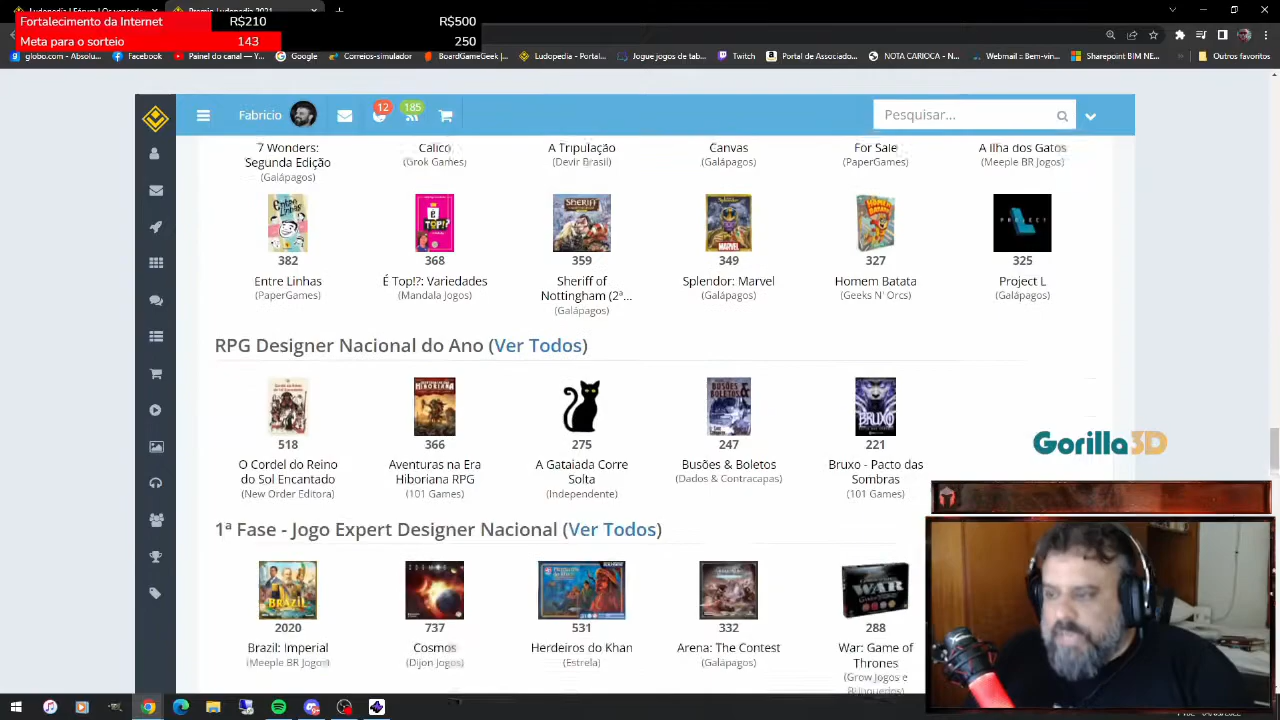 Fortalecimento da Internet R$210 R$500
Meta para o sorteio 143 250
globo.com - Absolu... Facebook Painel do canal — Y... Google Correios-simulador BoardGameGeek |... Ludopedia - Portal... Jogue jogos de tab... Twitch Portal de Associado... NOTA CARIOCA - N... Webmail :: Bem-vin... Sharepoint BIM NE... Outros favoritos
Fabricio 12 185 Pesquisar...
7 Wonders: Segunda Edição (Galápagos)
Calico (Grok Games)
A Tripulação (Devir Brasil)
Canvas (Galápagos)
For Sale (PaperGames)
A Ilha dos Gatos (Meeple BR Jogos)
382 Entre Linhas (PaperGames)
368 É Top!?: Variedades (Mandala Jogos)
359 Sheriff of Nottingham (2ª... (Galápagos)
349 Splendor: Marvel (Galápagos)
327 Homem Batata (Geeks N' Orcs)
325 Project L (Galápagos)
RPG Designer Nacional do Ano (Ver Todos)
518 O Cordel do Reino do Sol Encantado (New Order Editora)
366 Aventuras na Era Hiboriana RPG (101 Games)
275 A Gataiada Corre Solta (Independente)
247 Busões & Boletos (Dados & Contracapas)
221 Bruxo - Pacto das Sombras (101 Games)
Gorilla3D
1ª Fase - Jogo Expert Designer Nacional (Ver Todos)
2020 Brazil: Imperial (Meeple BR Jogos)
737 Cosmos (Dijon Jogos)
531 Herdeiros do Khan (Estrela)
332 Arena: The Contest (Galápagos)
288 War: Game of Thrones (Grow Jogos e Brinquedos)